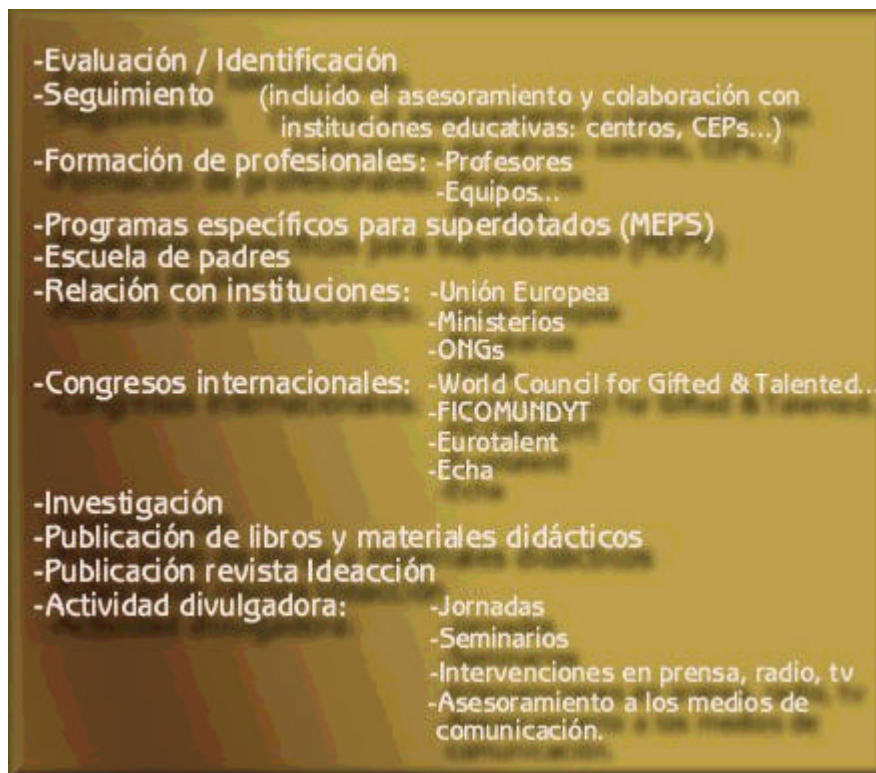 -Evaluación / Identificación
-Seguimiento (incluido el asesoramiento y colaboración con
instituciones educativas: centros, CEPs...)
-Formación de profesionales: -Profesores
-Equipos...
-Programas específicos para superdotados (MEPS)
-Escuela de padres
-Relación con instituciones: -Unión Europea
-Ministerios
-ONGs
-Congresos internacionales: -World Council for Gifted & Talented...
-FICOMUNDYT
-Eurotalent
-Echa
-Investigación
-Publicación de libros y materiales didácticos
-Publicación revista Ideacción
-Actividad divulgadora: -Jornadas
-Seminarios
-Intervenciones en prensa, radio, tv
-Asesoramiento a los medios de
comunicación.